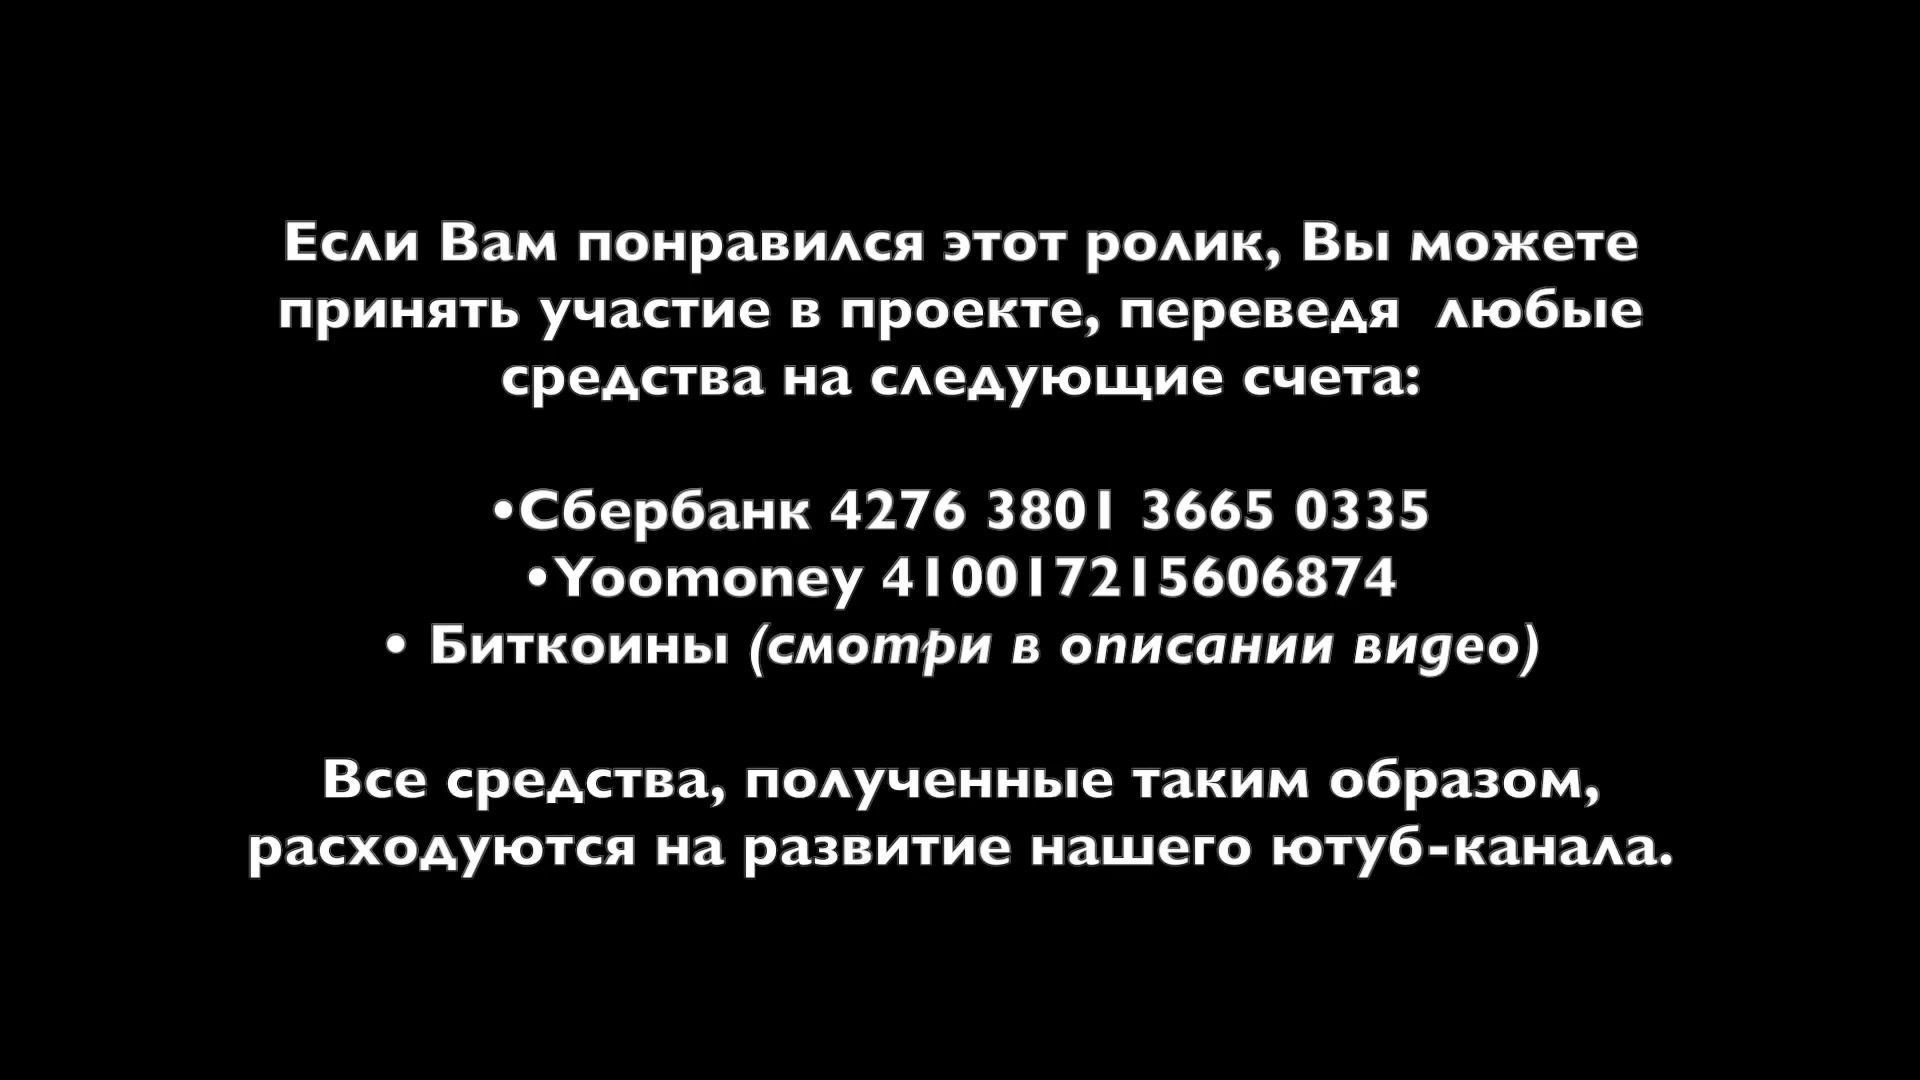 Если Вам понравился этот ролик, Вы можете
принять участие в проекте, переведя  любые
средства на следующие счета:
•Сбербанк 4276 3801 3665 0335
•Yoomoney 410017215606874
• Биткоины (смотри в описании видео)
Все средства, полученные таким образом,
расходуются на развитие нашего ютуб-канала.